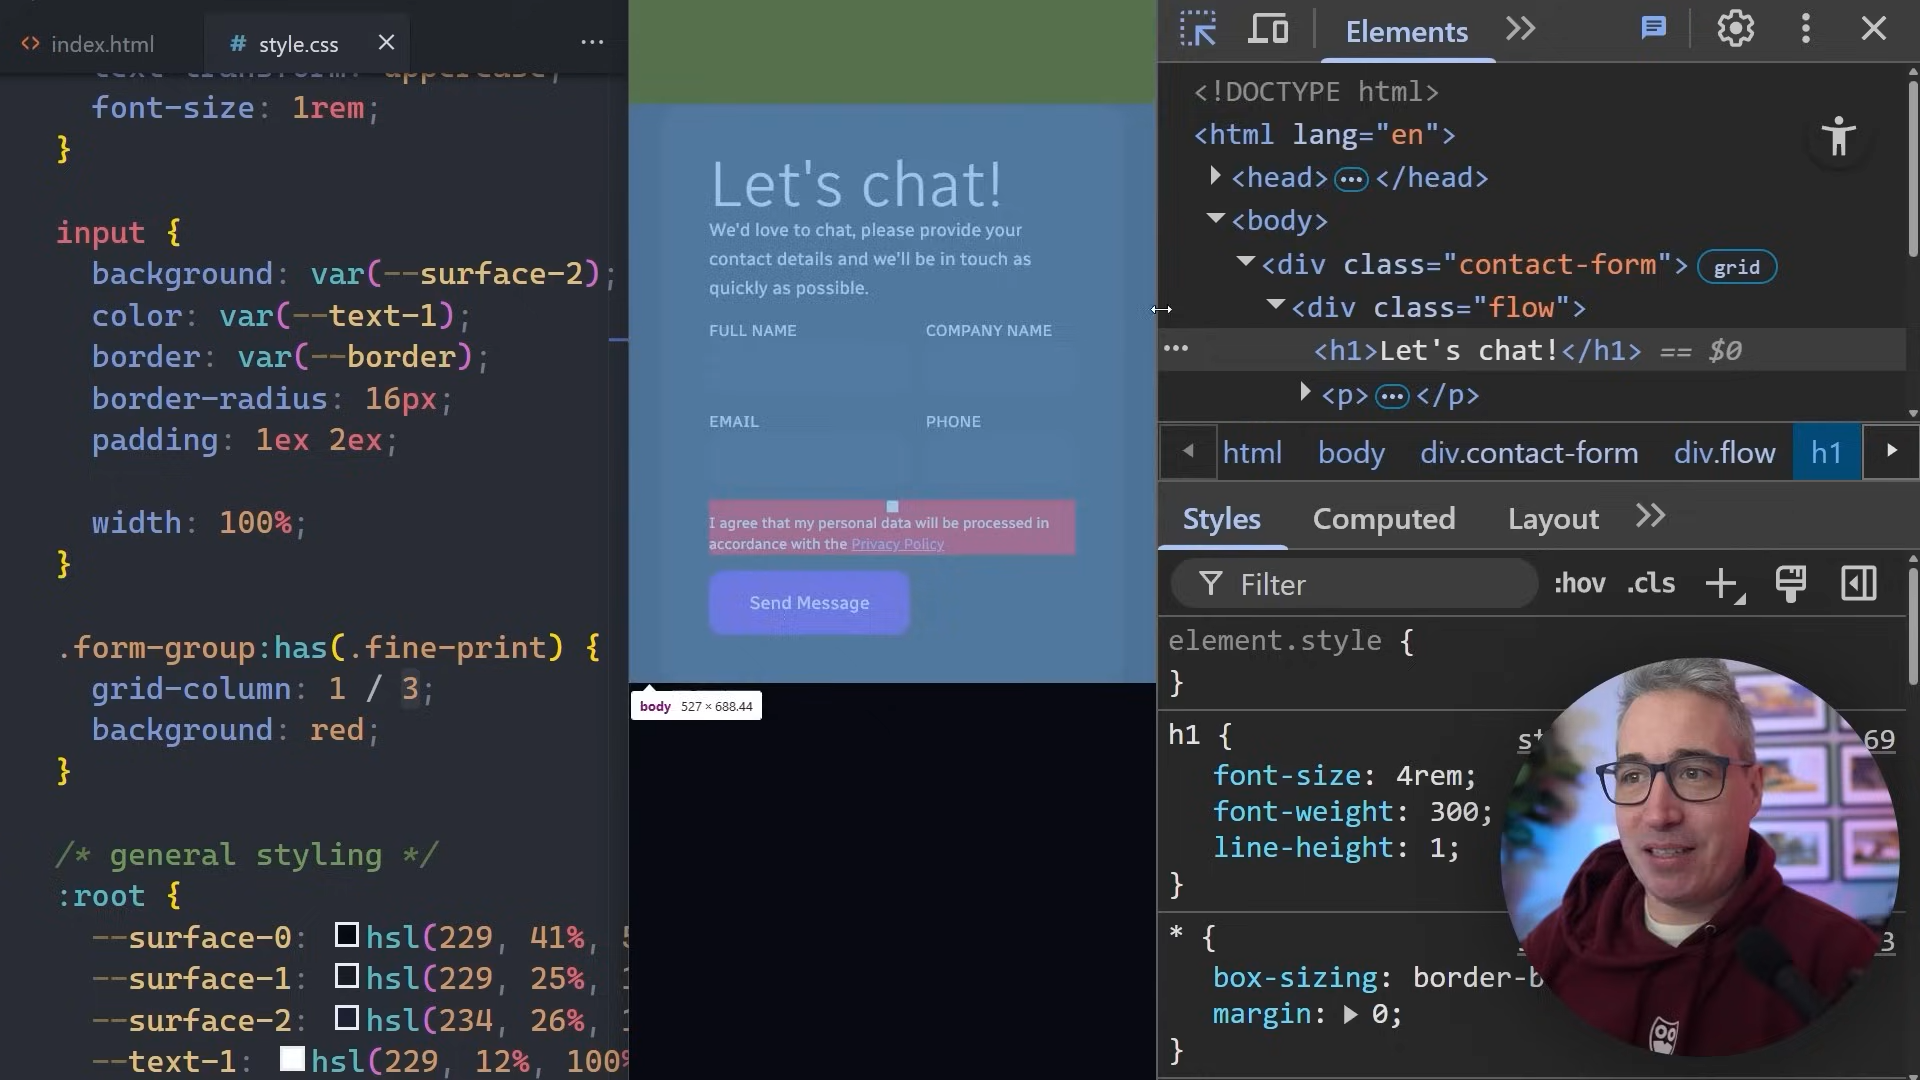 index.html
style.css
font-size: 1rem;
}
input {
background: var(--surface-2);
color: var(--text-1);
border: var(--border);
border-radius: 16px;
padding: 1ex 2ex;
width: 100%;
}
.form-group:has(.fine-print) {
grid-column: 1 / 3;
background: red;
}
/* general styling */
:root {
--surface-0: hsl(229, 41%,
--surface-1: hsl(229, 25%,
--surface-2: hsl(234, 26%,
--text-1: hsl(229, 12%, 100%
Let's chat!
We'd love to chat, please provide your
contact details and we'll be in touch as
quickly as possible.
FULL NAME
COMPANY NAME
EMAIL
PHONE
I agree that my personal data will be processed in
accordance with the Privacy Policy
Send Message
body 527 × 688.44
Elements
<!DOCTYPE html>
<html lang="en">
<head> ••• </head>
<body>
<div class="contact-form"> grid
<div class="flow">
••• <h1>Let's chat!</h1> == $0
<p> ••• </p>
html body div.contact-form div.flow h1
Styles Computed Layout
Filter :hov .cls
element.style {
}
h1 { 69
font-size: 4rem;
font-weight: 300;
line-height: 1;
}
* { 3
box-sizing: border-b
margin: 0;
}